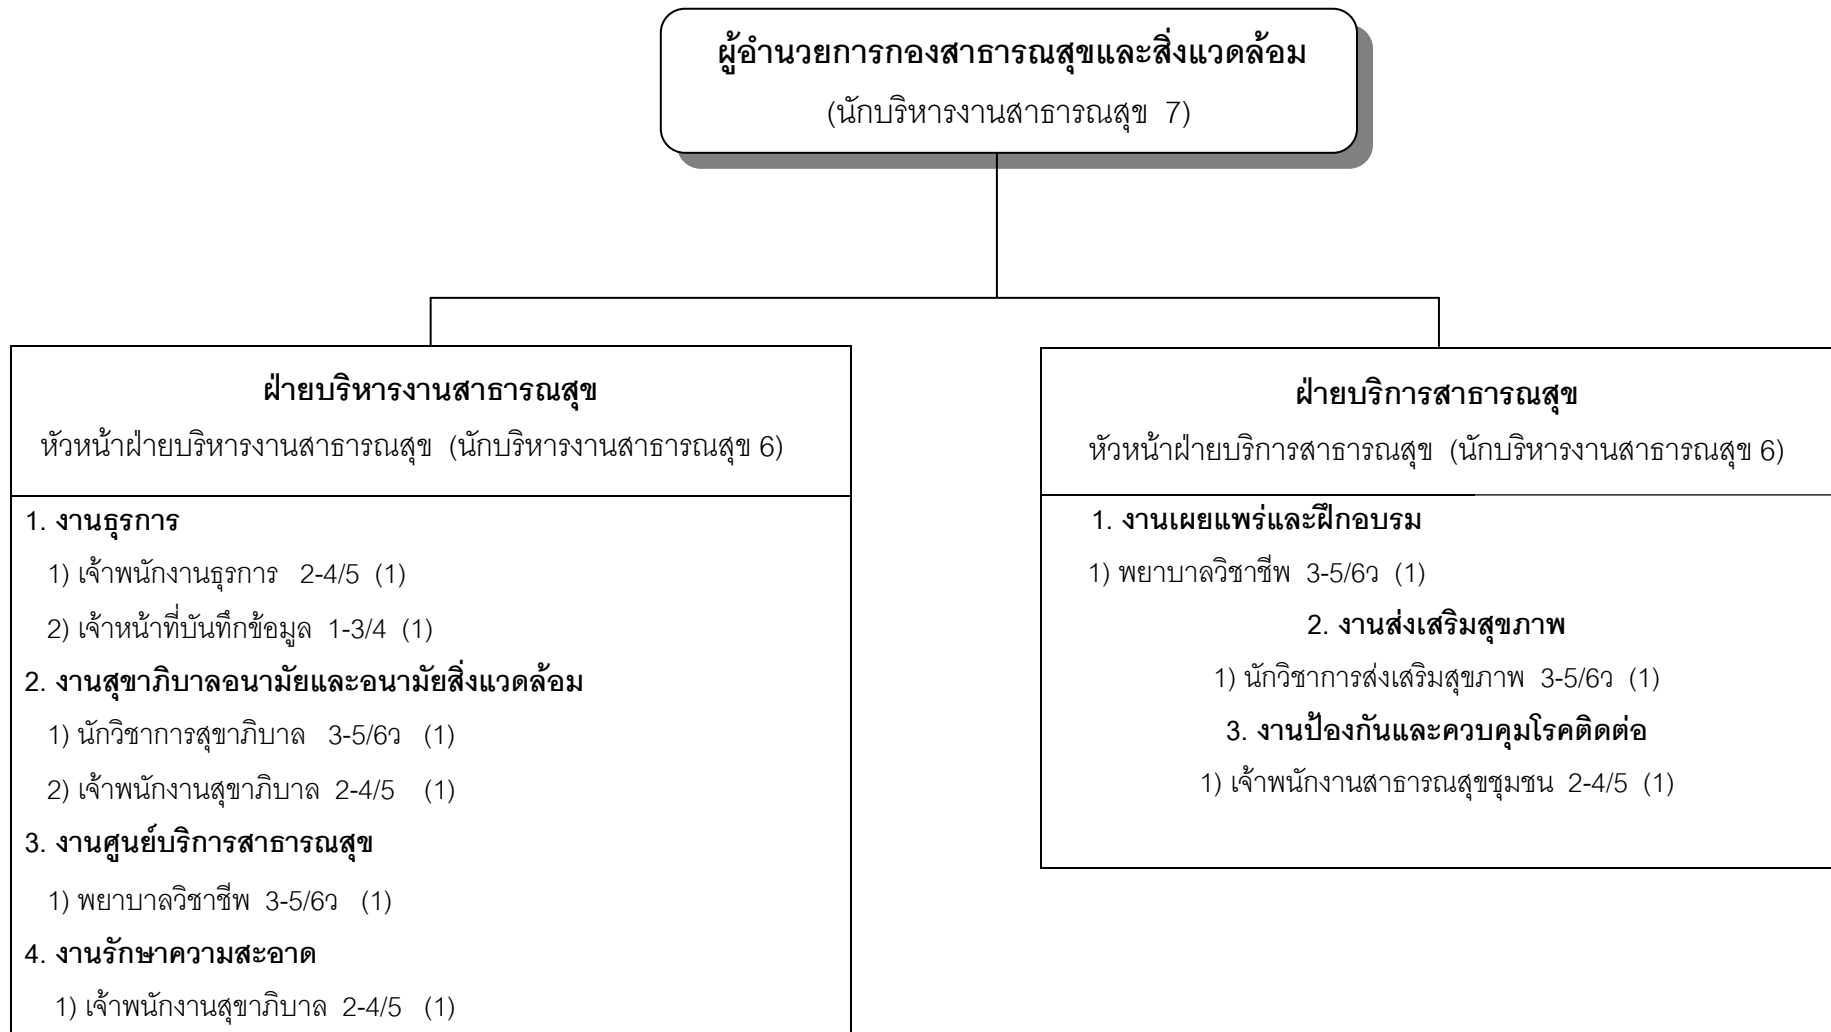 ผู้อำนวยการกองสาธารณสุขและสิ่งแวดล้อม
(นักบริหารงานสาธารณสุข 7)
ฝ่ายบริหารงานสาธารณสุข
หัวหน้าฝ่ายบริหารงานสาธารณสุข (นักบริหารงานสาธารณสุข 6)
1. งานธุรการ
1) เจ้าพนักงานธุรการ 2-4/5 (1)
2) เจ้าหน้าที่บันทึกข้อมูล 1-3/4 (1)
2. งานสุขาภิบาลอนามัยและอนามัยสิ่งแวดล้อม
1) นักวิชาการสุขาภิบาล 3-5/6ว (1)
2) เจ้าพนักงานสุขาภิบาล 2-4/5 (1)
3. งานศูนย์บริการสาธารณสุข
1) พยาบาลวิชาชีพ 3-5/6ว (1)
4. งานรักษาความสะอาด
1) เจ้าพนักงานสุขาภิบาล 2-4/5 (1)
ฝ่ายบริการสาธารณสุข
หัวหน้าฝ่ายบริการสาธารณสุข (นักบริหารงานสาธารณสุข 6)
1. งานเผยแพร่และฝึกอบรม
1) พยาบาลวิชาชีพ 3-5/6ว (1)
2. งานส่งเสริมสุขภาพ
1) นักวิชาการส่งเสริมสุขภาพ 3-5/6ว (1)
3. งานป้องกันและควบคุมโรคติดต่อ
1) เจ้าพนักงานสาธารณสุขชุมชน 2-4/5 (1)